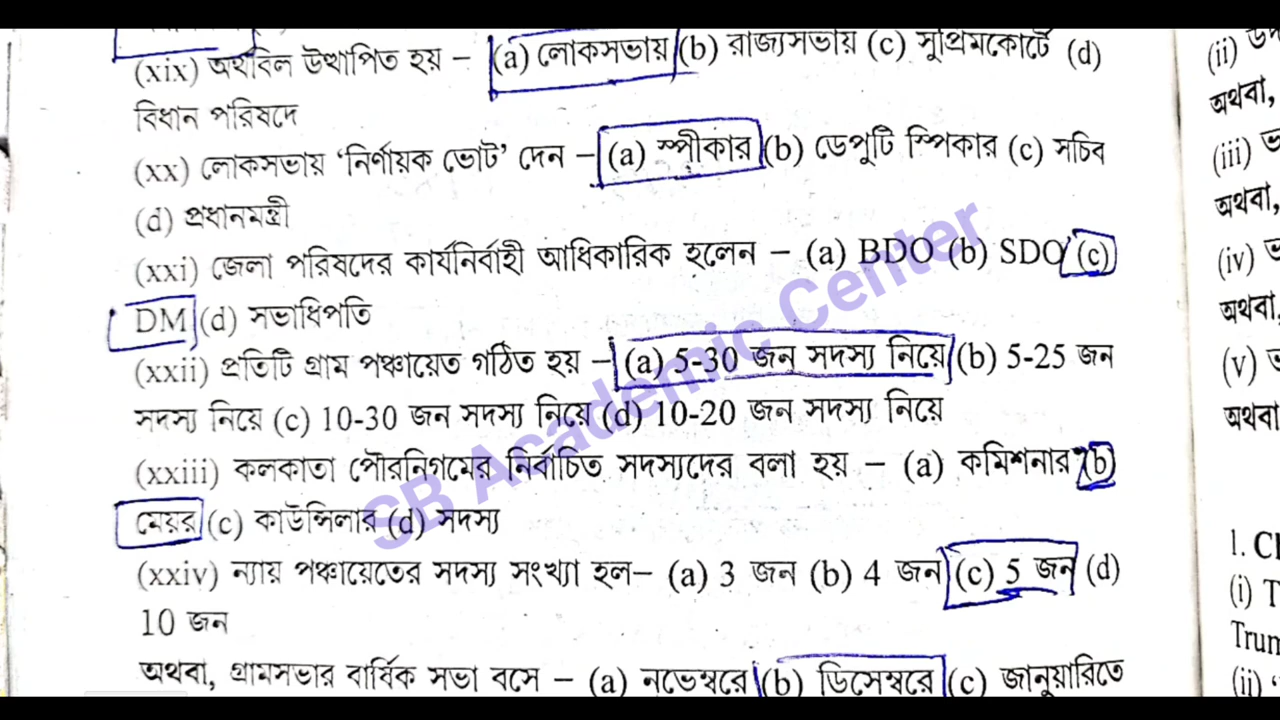 (xix) অর্থবিল উত্থাপিত হয় – (a) লোকসভায় (b) রাজ্যসভায় (c) সুপ্রিমকোর্টে (d)
বিধান পরিষদে
(xx) লোকসভায় ‘নির্ণায়ক ভোট’ দেন – (a) স্পীকার (b) ডেপুটি স্পিকার (c) সচিব
(d) প্রধানমন্ত্রী
(xxi) জেলা পরিষদের কার্যনির্বাহী আধিকারিক হলেন – (a) BDO (b) SDO (c)
DM (d) সভাধিপতি
(xxii) প্রতিটি গ্রাম পঞ্চায়েত গঠিত হয় – (a) 5-30 জন সদস্য নিয়ে (b) 5-25 জন
সদস্য নিয়ে (c) 10-30 জন সদস্য নিয়ে (d) 10-20 জন সদস্য নিয়ে
(xxiii) কলকাতা পৌরনিগমের নির্বাচিত সদস্যদের বলা হয় – (a) কমিশনার (b)
মেয়র (c) কাউন্সিলার (d) সদস্য
(xxiv) ন্যায় পঞ্চায়েতের সদস্য সংখ্যা হল– (a) 3 জন (b) 4 জন (c) 5 জন (d)
10 জন
অথবা, গ্রামসভার বার্ষিক সভা বসে – (a) নভেম্বরে (b) ডিসেম্বরে (c) জানুয়ারিতে
SB Academic Center
(ii)
অথবা,
(iii)
অথবা,
(iv)
অথবা,
(v)
অথবা
1.
(i)
(ii)